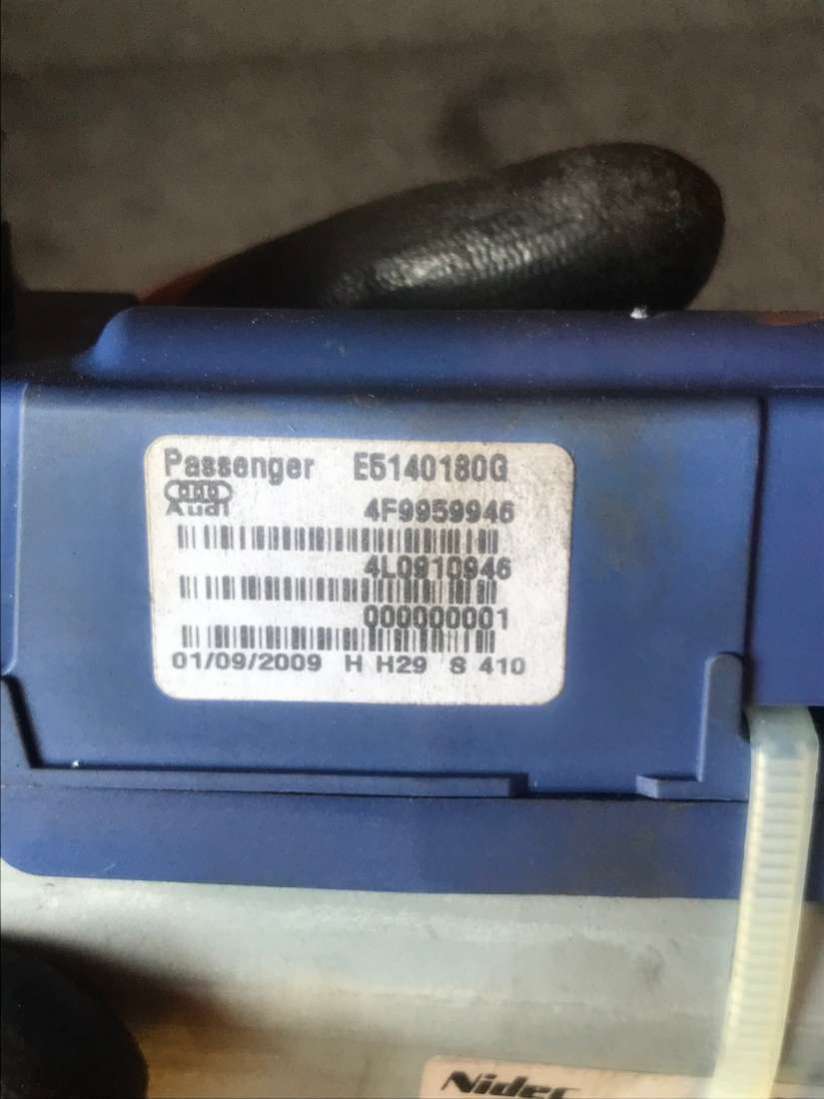 Passenger E5140180G
Audi 4F9959946
4L0910946
000000001
01/09/2009 H H29 S 410
Nidec